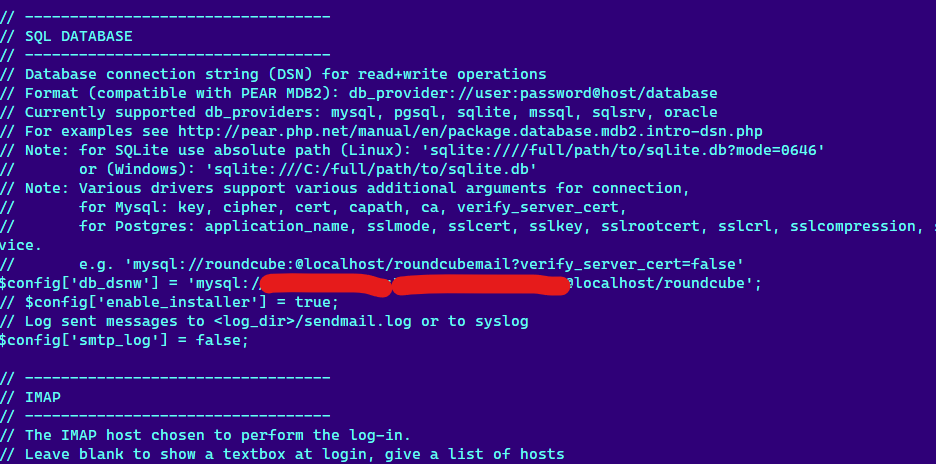 // ----------------------------------
// SQL DATABASE
// ----------------------------------
// Database connection string (DSN) for read+write operations
// Format (compatible with PEAR MDB2): db_provider://user:password@host/database
// Currently supported db_providers: mysql, pgsql, sqlite, mssql, sqlsrv, oracle
// For examples see http://pear.php.net/manual/en/package.database.mdb2.intro-dsn.php
// Note: for SQLite use absolute path (Linux): 'sqlite:////full/path/to/sqlite.db?mode=0646'
//       or (Windows): 'sqlite:///C:/full/path/to/sqlite.db'
// Note: Various drivers support various additional arguments for connection,
//       for Mysql: key, cipher, cert, capath, ca, verify_server_cert,
//       for Postgres: application_name, sslmode, sslcert, sslkey, sslrootcert, sslcrl, sslcompression,
vice.
//       e.g. 'mysql://roundcube:@localhost/roundcubemail?verify_server_cert=false'
$config['db_dsnw'] = 'mysql:/ @localhost/roundcube';
// $config['enable_installer'] = true;
// Log sent messages to <log_dir>/sendmail.log or to syslog
$config['smtp_log'] = false;
// ----------------------------------
// IMAP
// ----------------------------------
// The IMAP host chosen to perform the log-in.
// Leave blank to show a textbox at login, give a list of hosts